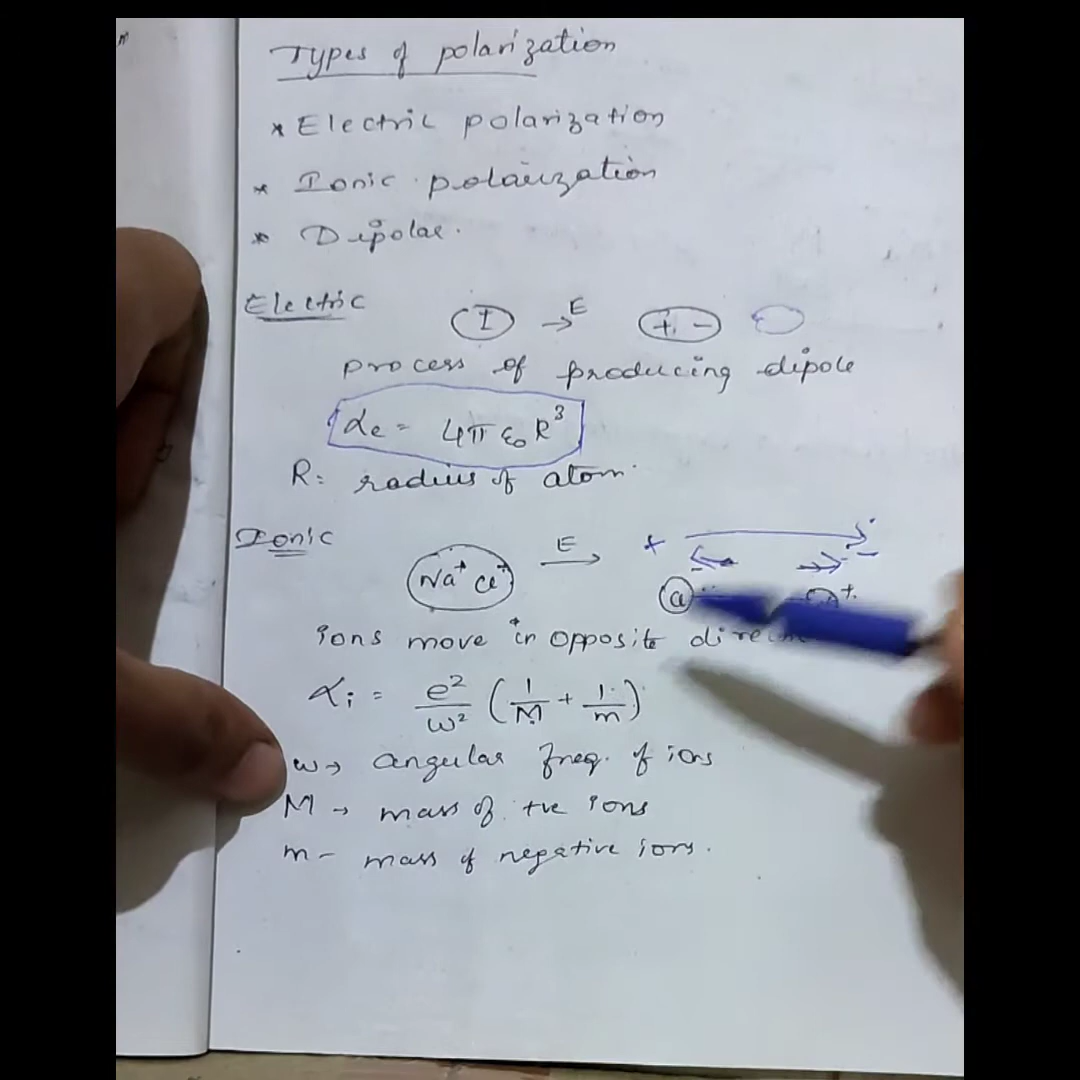 Types of polarization
* Electric polarization
* Ionic polarization
* Dipolar.
Electric I → E + -
process of producing dipole
αe = 4π ε0 R³
R: radius of atom.
Ionic Na⁺ Cl⁺ E → + -
ions move in opposite
αi = e²/ω² (1/M + 1/m)
ω → angular freq. of ions
M → mass of +ve ions
m - mass of negative ions.